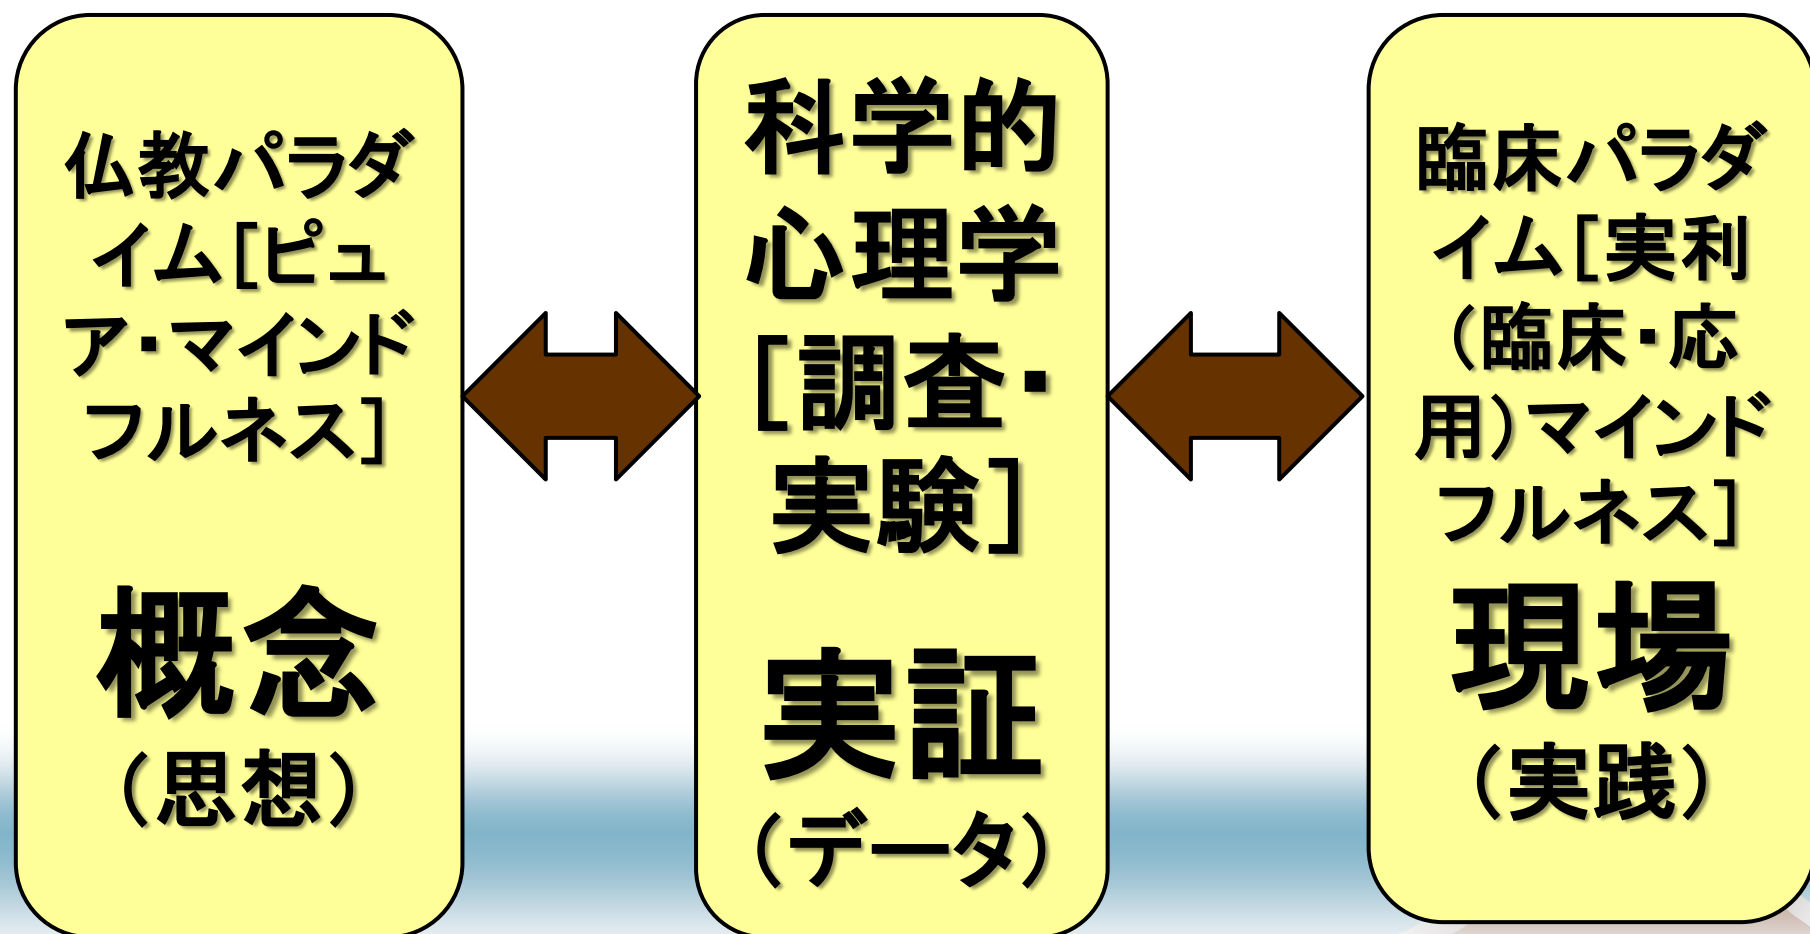 仏教パラダ
イム[ピュ
ア・マインド
フルネス]
概念
（思想）
科学的
心理学
[調査・
実験]
実証
（データ）
臨床パラダ
イム[実利
（臨床・応
用）マインド
フルネス]
現場
（実践）